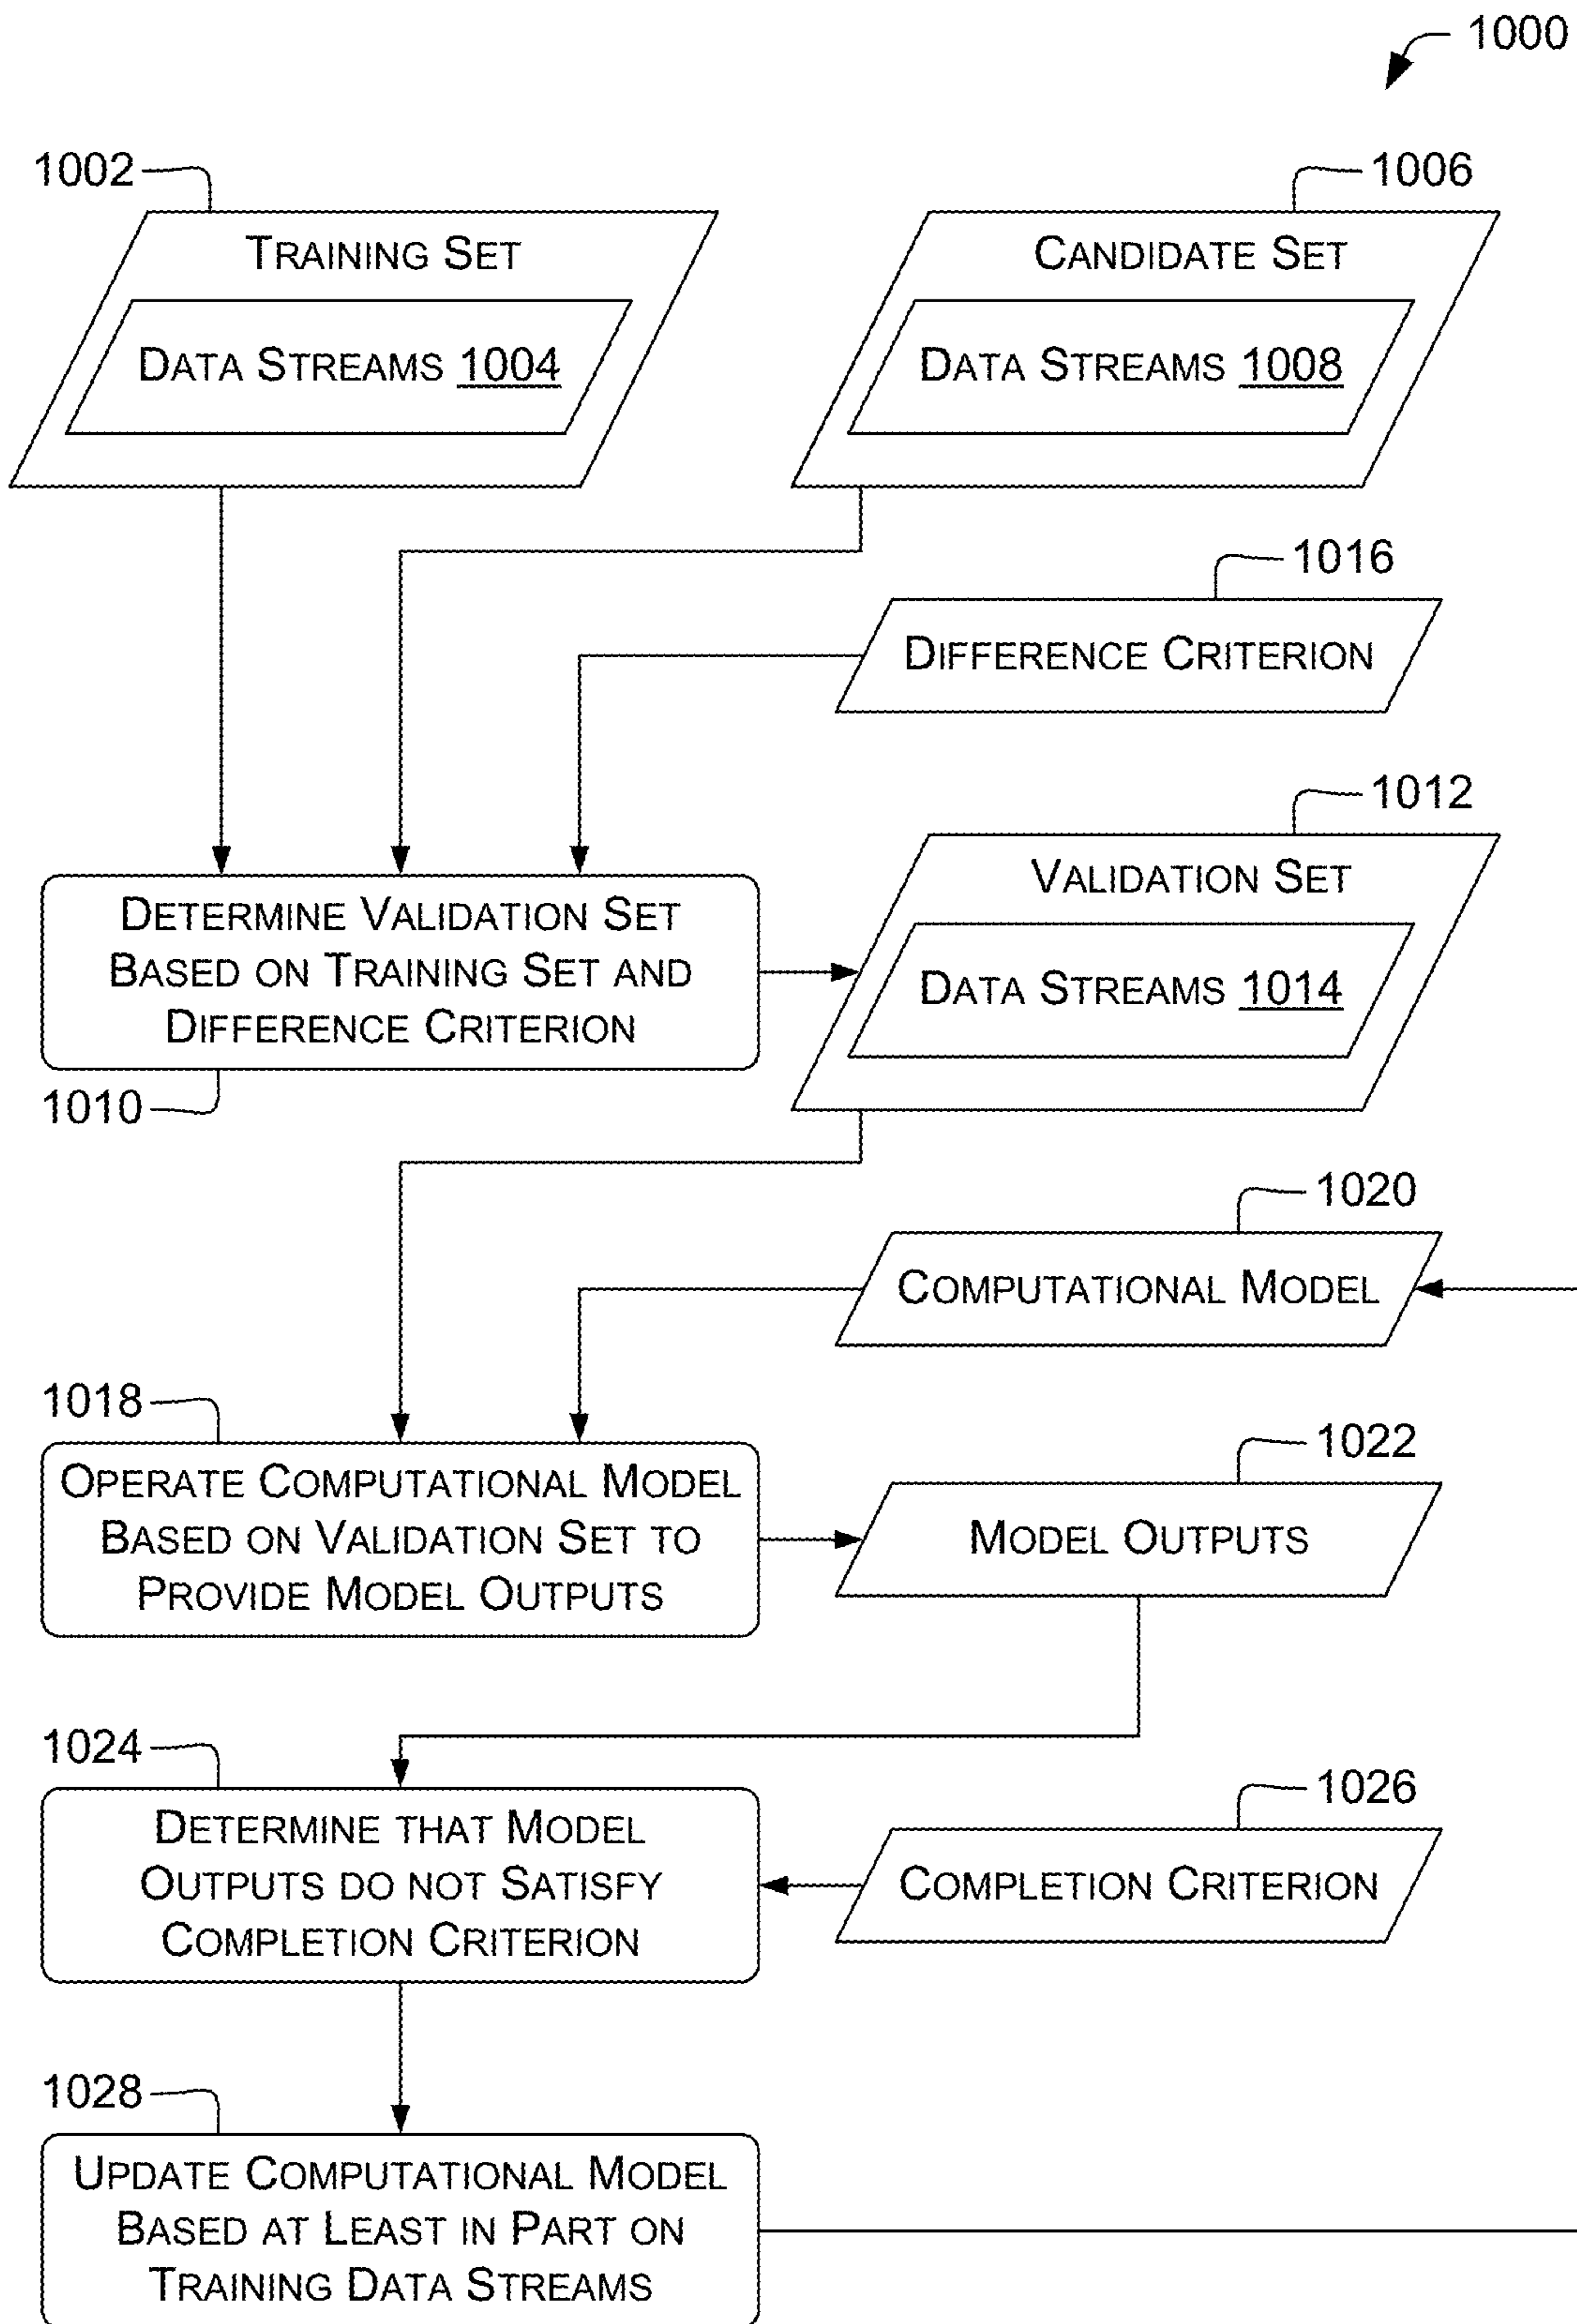 1000
1002
1006
TRAINING SET
CANDIDATE SET
DATA STREAMS 1004
DATA STREAMS 1008
1016
DIFFERENCE CRITERION
1012
VALIDATION SET
DETERMINE VALIDATION SET
BASED ON TRAINING SET AND
DIFFERENCE CRITERION
DATA STREAMS 1014
1010
1020
COMPUTATIONAL MODEL
1018
OPERATE COMPUTATIONAL MODEL
BASED ON VALIDATION SET TO
PROVIDE MODEL OUTPUTS
1022
MODEL OUTPUTS
1024
DETERMINE THAT MODEL
OUTPUTS DO NOT SATISFY
COMPLETION CRITERION
1026
COMPLETION CRITERION
1028
UPDATE COMPUTATIONAL MODEL
BASED AT LEAST IN PART ON
TRAINING DATA STREAMS